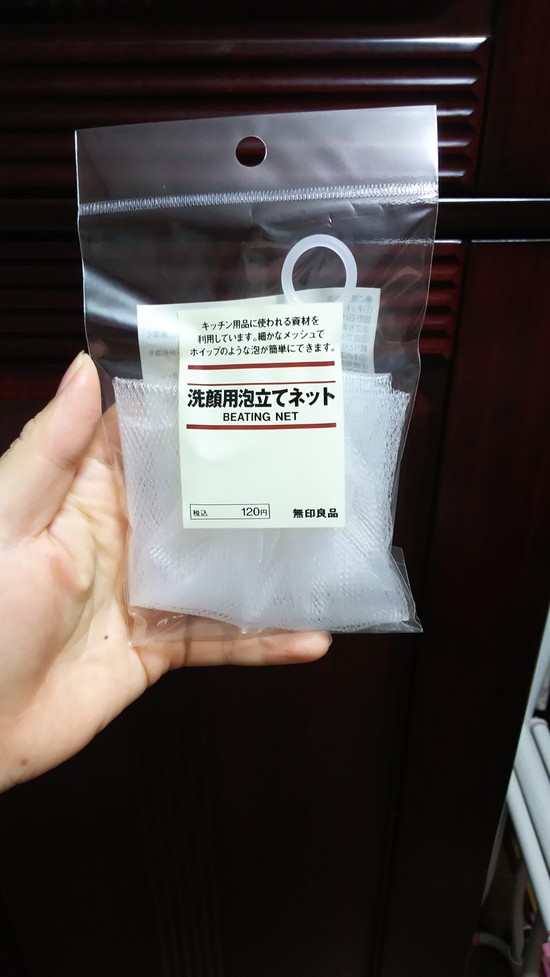 キッチン用品に使われる資材を
利用しています。細かなメッシュで
ホイップのような泡が簡単にできます。
洗顔用泡立てネット
BEATING NET
税込 120円
無印良品